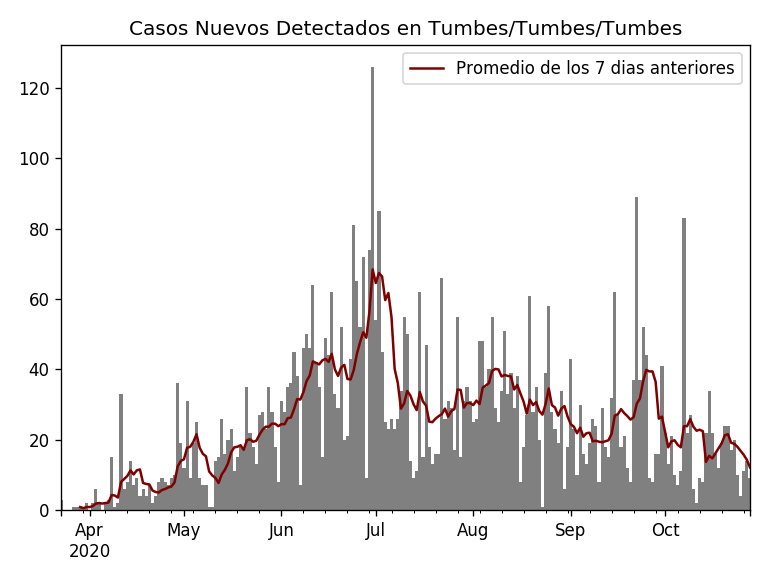 Casos Nuevos Detectados en Tumbes/Tumbes/Tumbes
Promedio de los 7 dias anteriores
120
100
80
60
40
20
0
Apr May Jun Jul Aug Sep Oct
2020